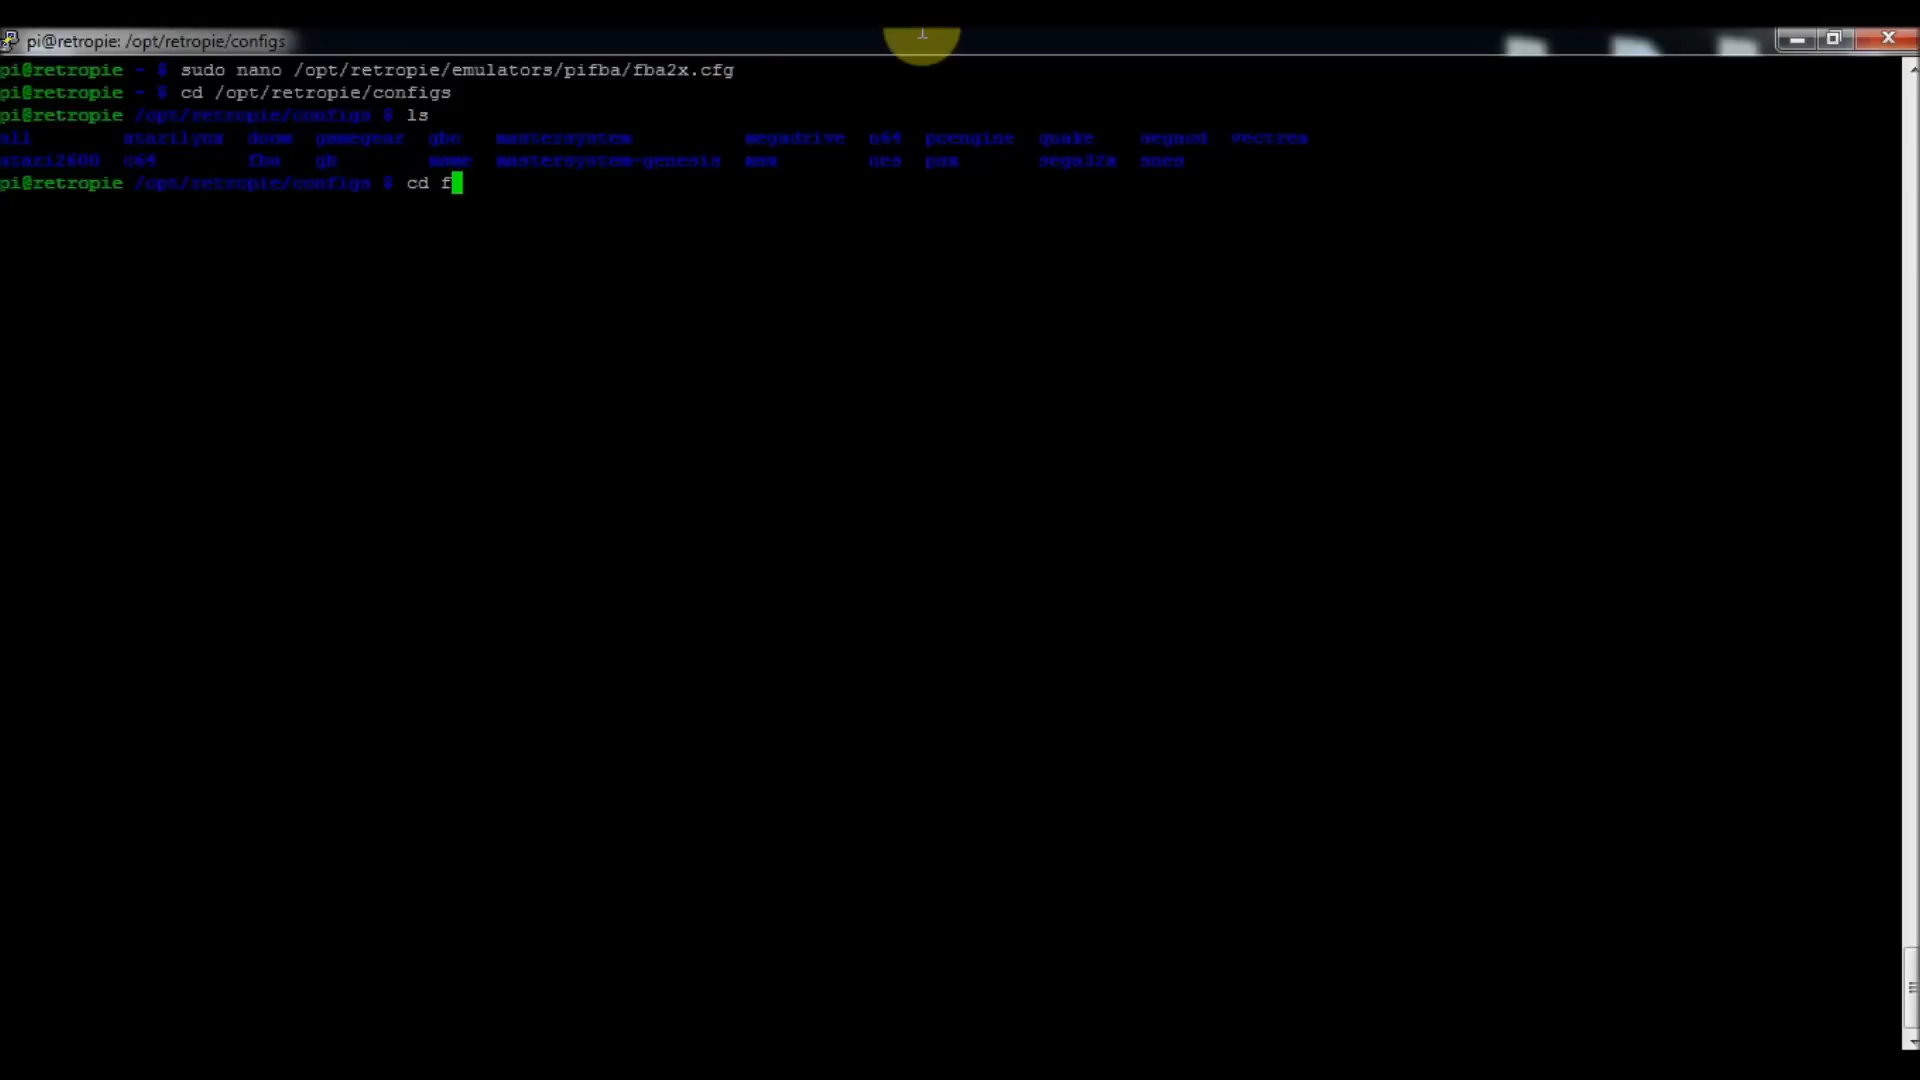 pi@retropie: /opt/retropie/configs
pi@retropie ~ $ sudo nano /opt/retropie/emulators/pifba/fba2x.cfg
pi@retropie ~ $ cd /opt/retropie/configs
pi@retropie /opt/retropie/configs $ ls
all atarilynx doom gamegear gbc mastersystem megadrive n64 pcengine quake segacd vectrex
atari2600 c64 fba gb mame mastersystem-genesis msx nes psx sega32x snes
pi@retropie /opt/retropie/configs $ cd f